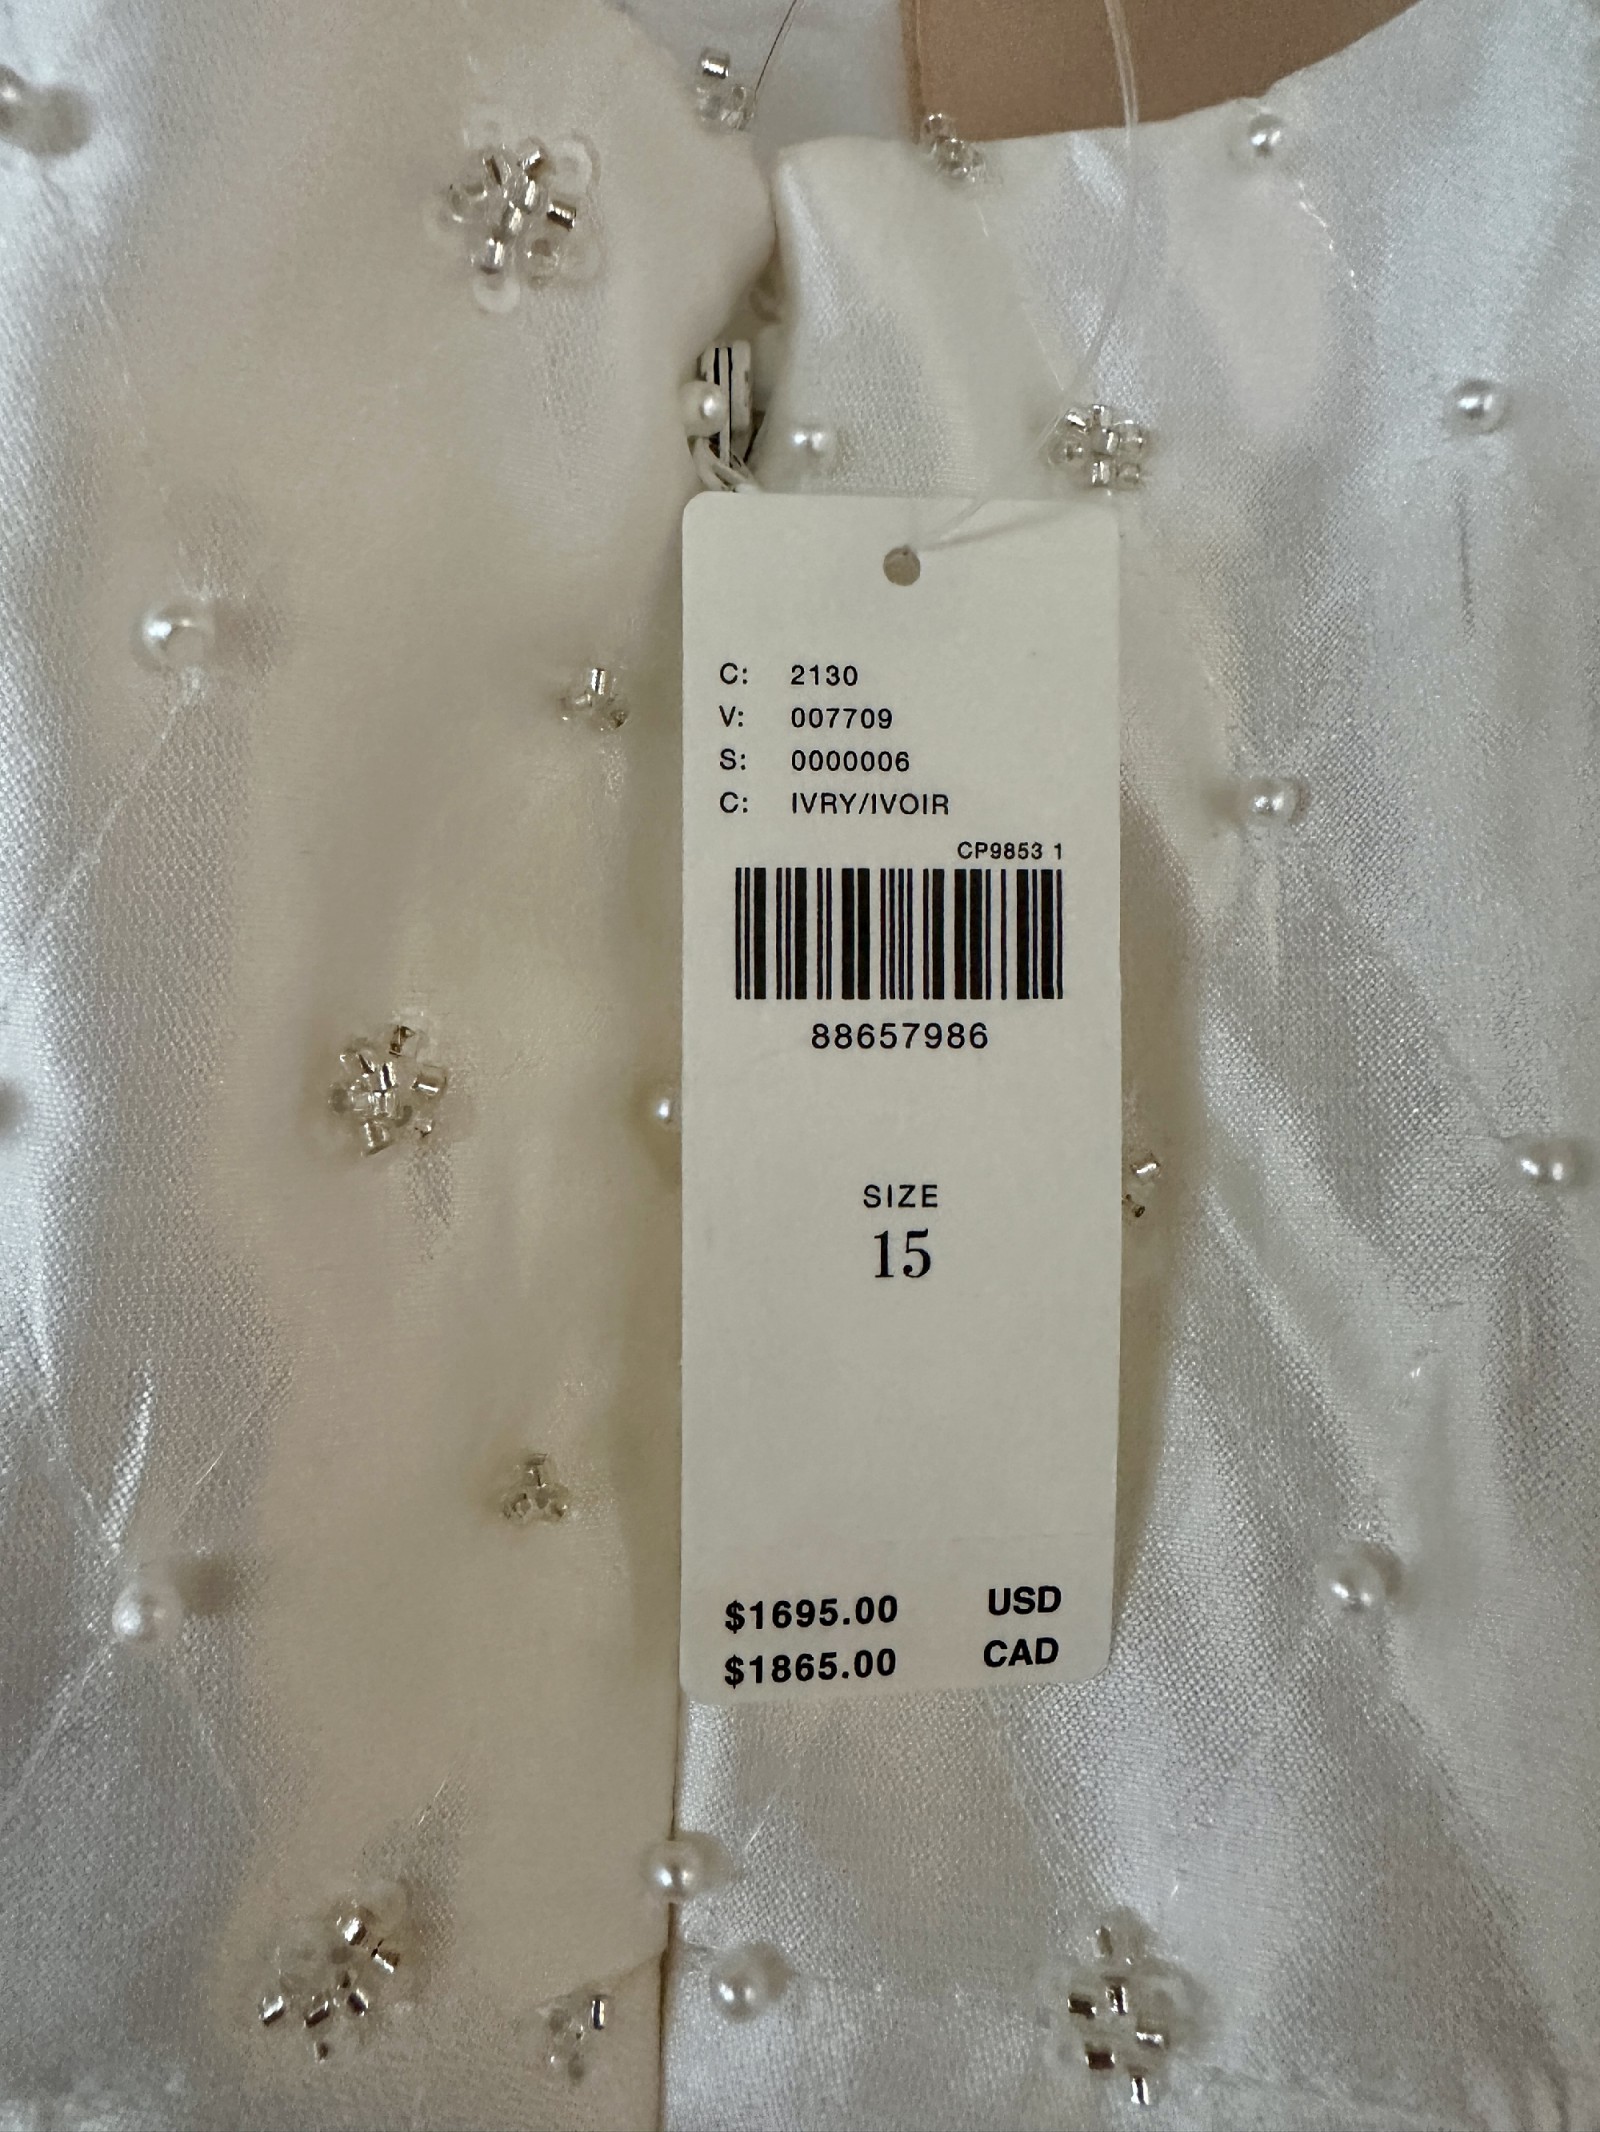 C: 2130
V: 007709
S: 0000006
C: IVRY/IVOIR
CP9853 1
88657986
SIZE
15
$1695.00 USD
$1865.00 CAD